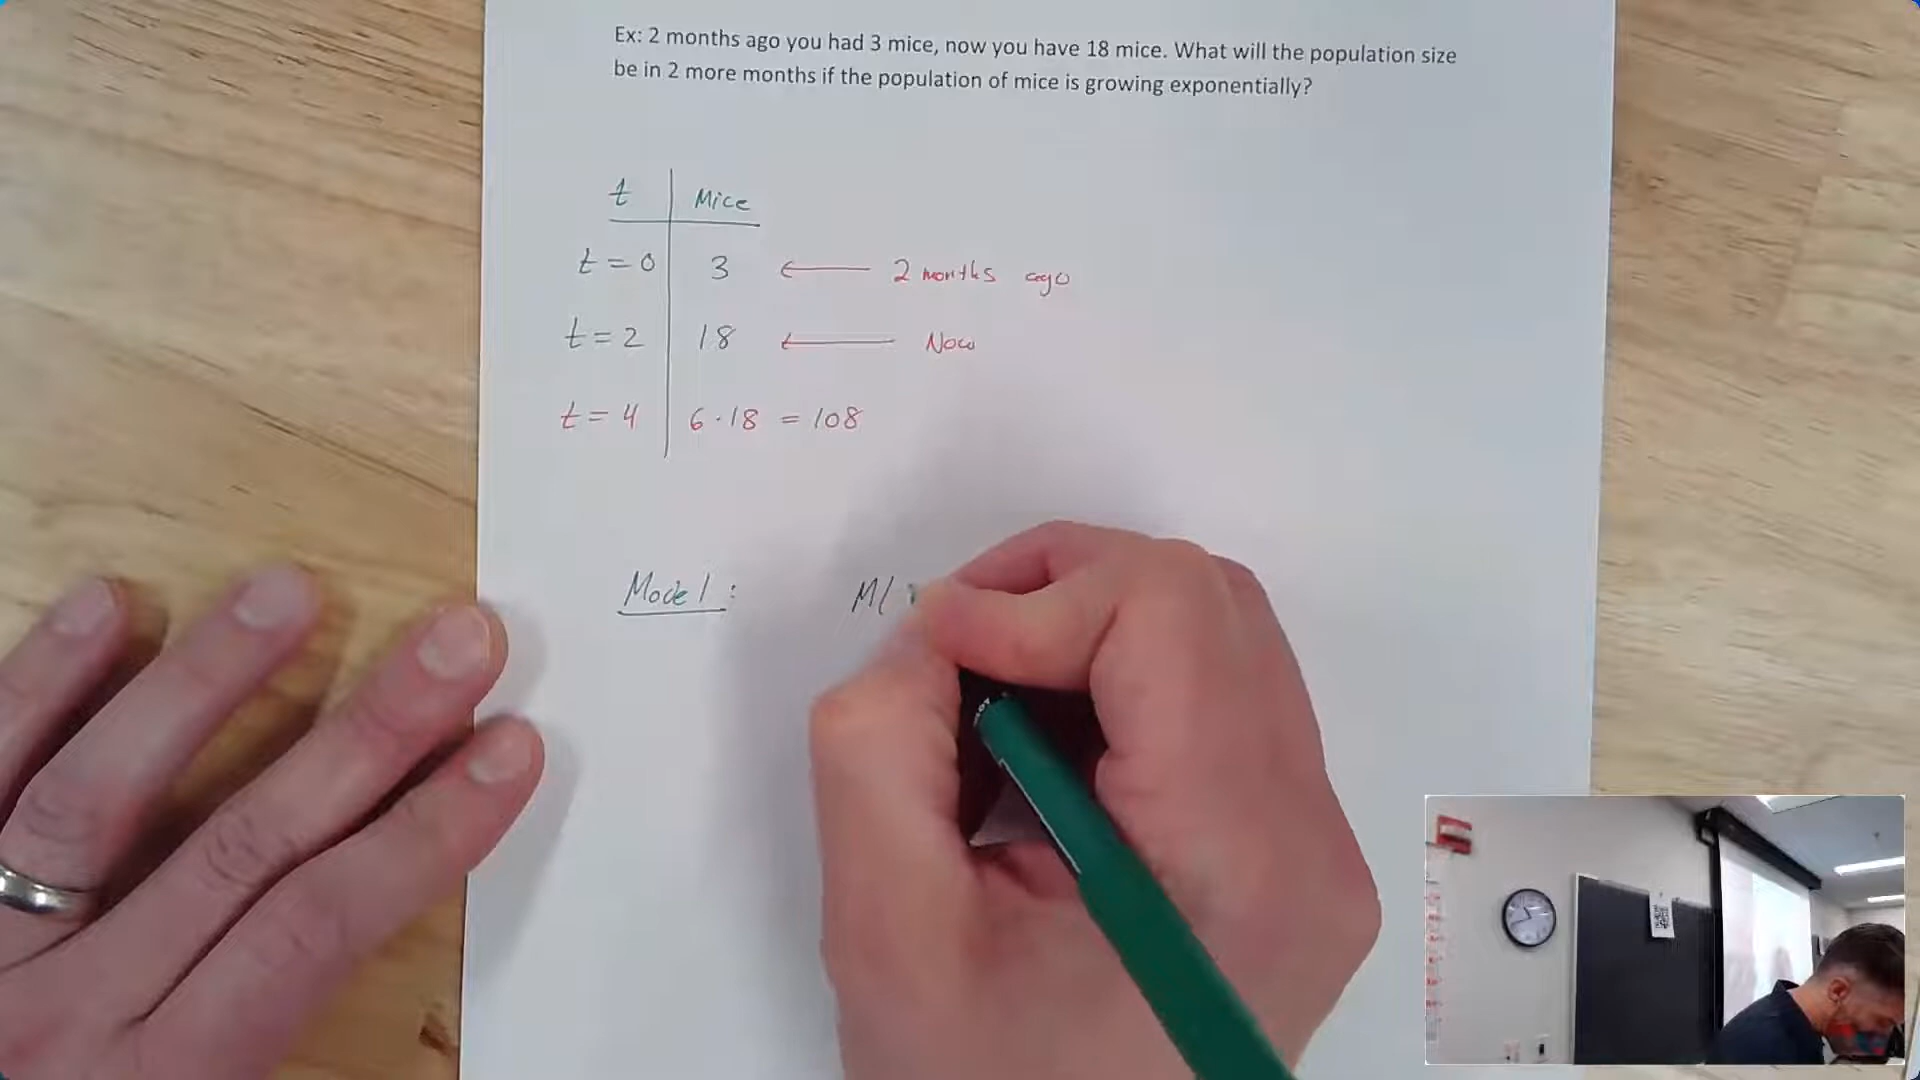 Ex: 2 months ago you had 3 mice, now you have 18 mice. What will the population size
be in 2 more months if the population of mice is growing exponentially?
t Mice
t = 0 3 ← 2 months ago
t = 2 18 ← Now
t = 4 6 · 18 = 108
Model : M(